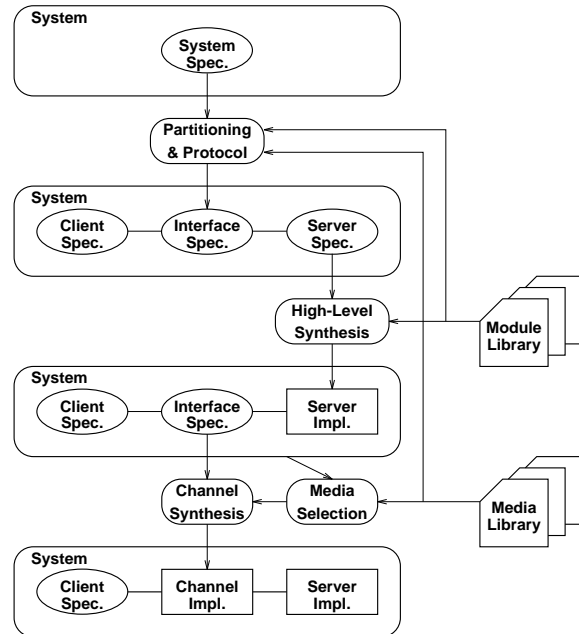 System
System
Spec.
Partitioning
& Protocol
System
Client
Spec.
Interface
Spec.
Server
Spec.
High-Level
Synthesis
Module
Library
System
Client
Spec.
Interface
Spec.
Server
Impl.
Channel
Synthesis
Media
Selection
Media
Library
System
Client
Spec.
Channel
Impl.
Server
Impl.